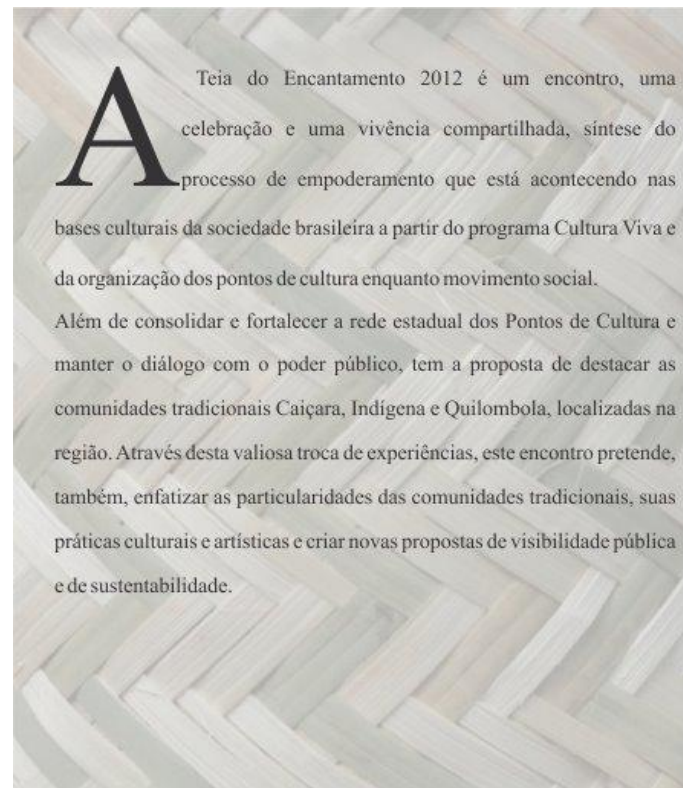 A Teia do Encantamento 2012 é um encontro, uma
celebração e uma vivência compartilhada, síntese do
processo de empoderamento que está acontecendo nas
bases culturais da sociedade brasileira a partir do programa Cultura Viva e
da organização dos pontos de cultura enquanto movimento social.
Além de consolidar e fortalecer a rede estadual dos Pontos de Cultura e
manter o diálogo com o poder público, tem a proposta de destacar as
comunidades tradicionais Caiçara, Indígena e Quilombola, localizadas na
região. Através desta valiosa troca de experiências, este encontro pretende,
também, enfatizar as particularidades das comunidades tradicionais, suas
práticas culturais e artísticas e criar novas propostas de visibilidade pública
e de sustentabilidade.